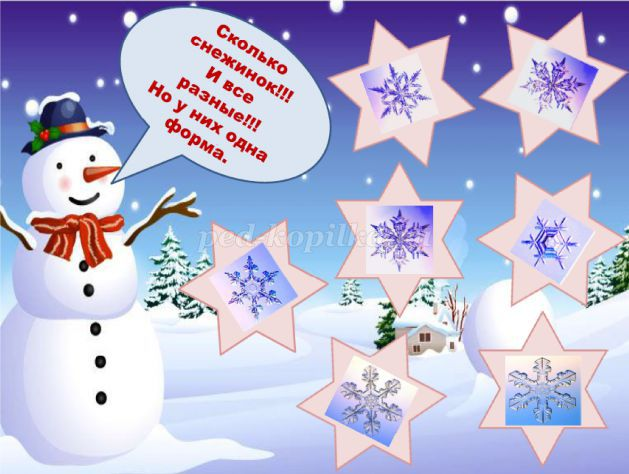 Сколько
снежинок!!!
И все
разные!!!
Но у них одна
форма.